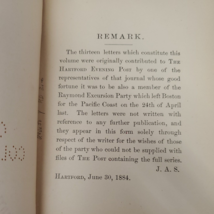 REMARK.
The thirteen letters which constitute this
volume were originally contributed to The
Hartford Evening Post by one of the
representatives of that journal whose good
fortune it was to be also a member of the
Raymond Excursion Party which left Boston
for the Pacific Coast on the 24th of April
last. The letters were not written with
reference to any further publication, and
they appear in this form solely through
respect of the writer for the wishes of those
of the party who could not be supplied with
files of The Post containing the full series.
J. A. S.
Hartford, June 30, 1884.